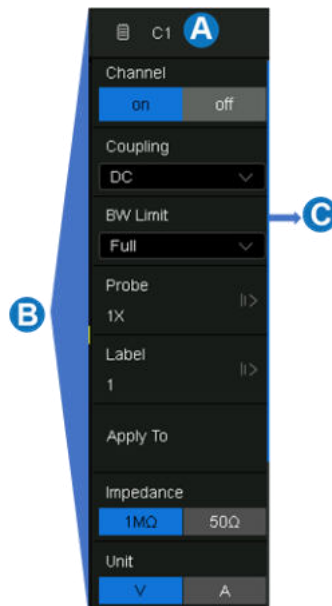 C1 A
Channel
on off
Coupling
DC
BW Limit
Full
C
Probe
1X
B
Label
1
Apply To
Impedance
1MΩ 50Ω
Unit
V A